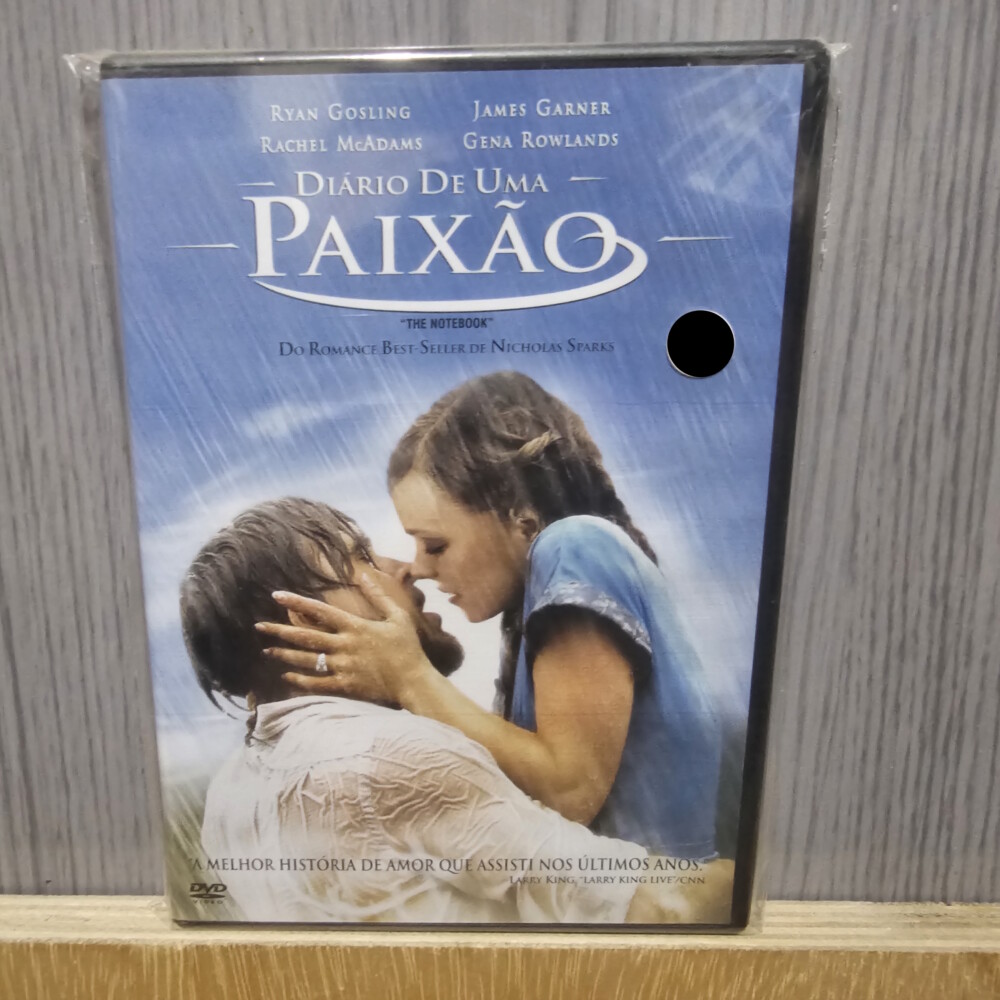 RYAN GOSLING JAMES GARNER
RACHEL MCADAMS GENA ROWLANDS
DIÁRIO DE UMA
PAIXÃO
"THE NOTEBOOK"
DO ROMANCE BEST-SELLER DE NICHOLAS SPARKS
"A MELHOR HISTÓRIA DE AMOR QUE ASSISTI NOS ÚLTIMOS ANOS."
LARRY KING, "LARRY KING LIVE"/CNN
DVD
VIDEO